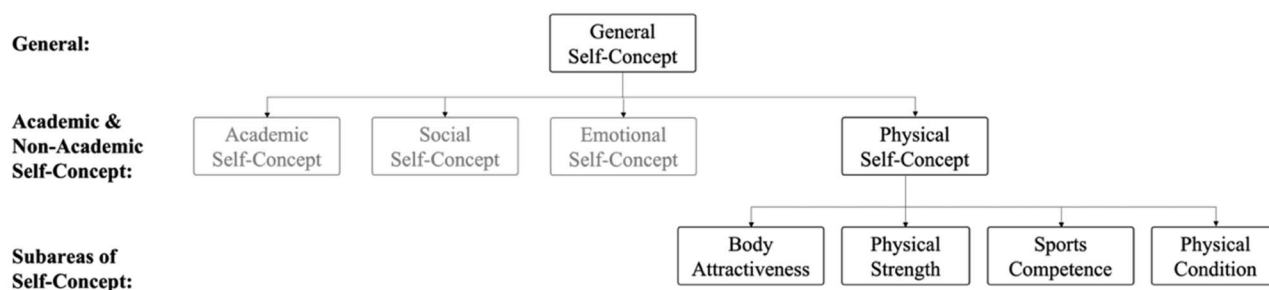 General:
General
Self-Concept
Academic &
Non-Academic
Self-Concept:
Academic
Self-Concept
Social
Self-Concept
Emotional
Self-Concept
Physical
Self-Concept
Subareas of
Self-Concept:
Body
Attractiveness
Physical
Strength
Sports
Competence
Physical
Condition